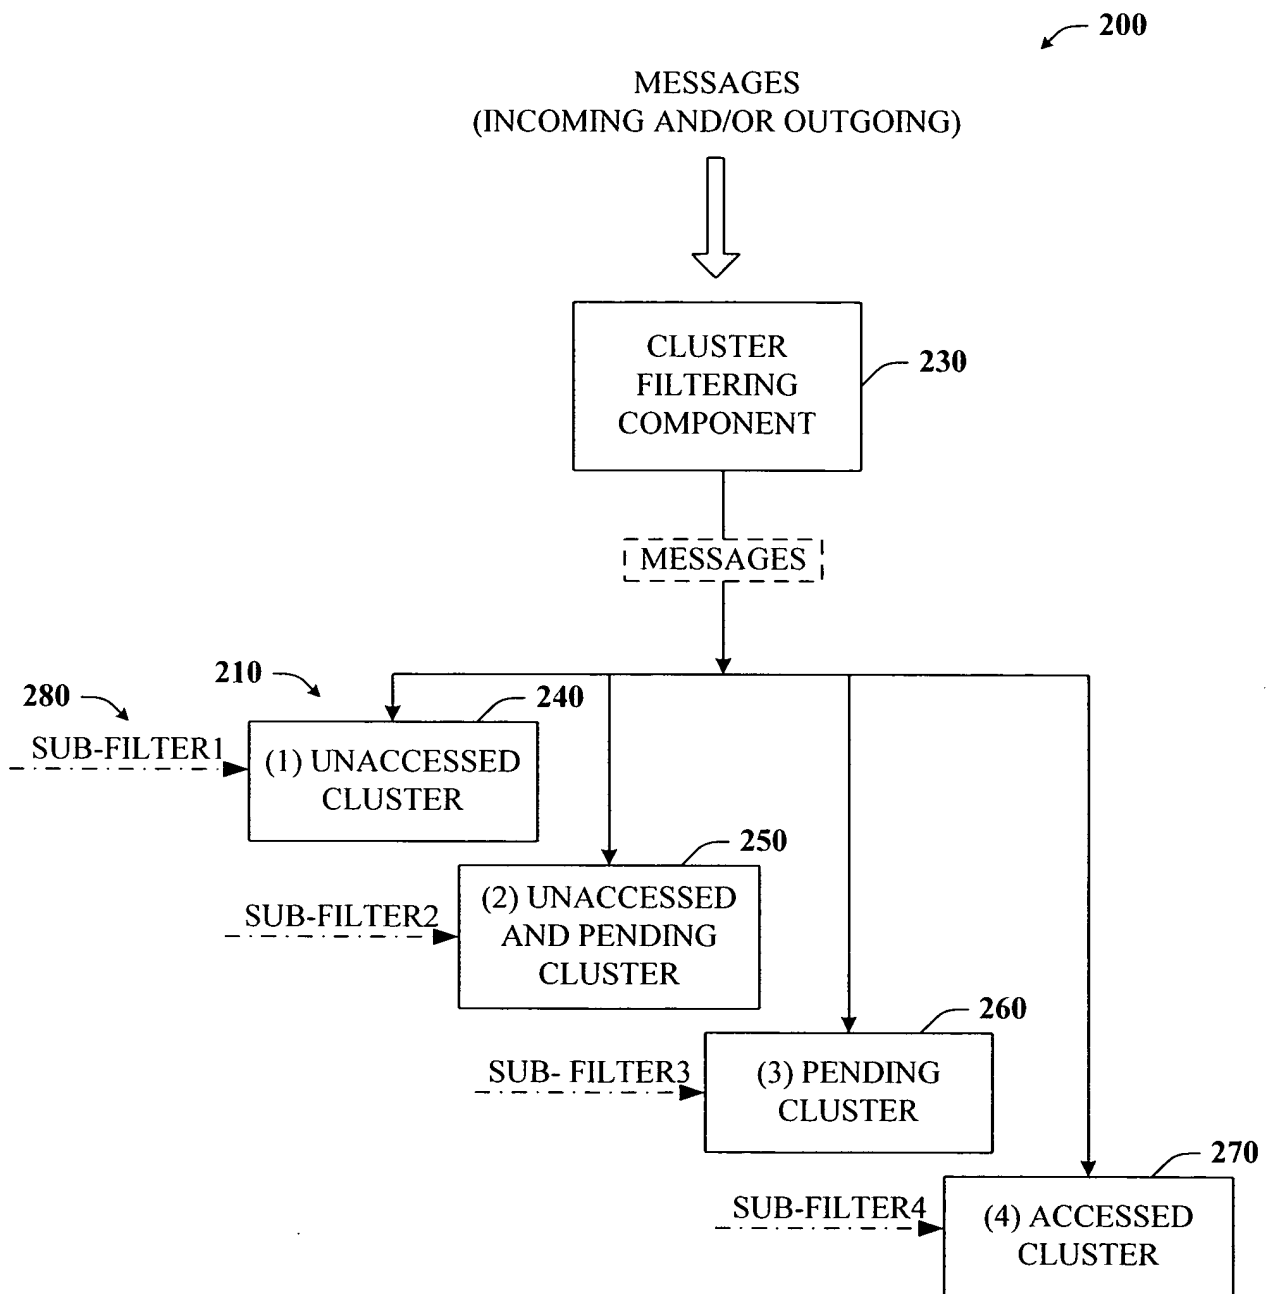 200
MESSAGES
(INCOMING AND/OR OUTGOING)
CLUSTER
FILTERING
COMPONENT
230
MESSAGES
210
280
240
SUB-FILTER1
(1) UNACCESSED
CLUSTER
250
SUB-FILTER2
(2) UNACCESSED
AND PENDING
CLUSTER
260
SUB- FILTER3
(3) PENDING
CLUSTER
270
SUB-FILTER4
(4) ACCESSED
CLUSTER